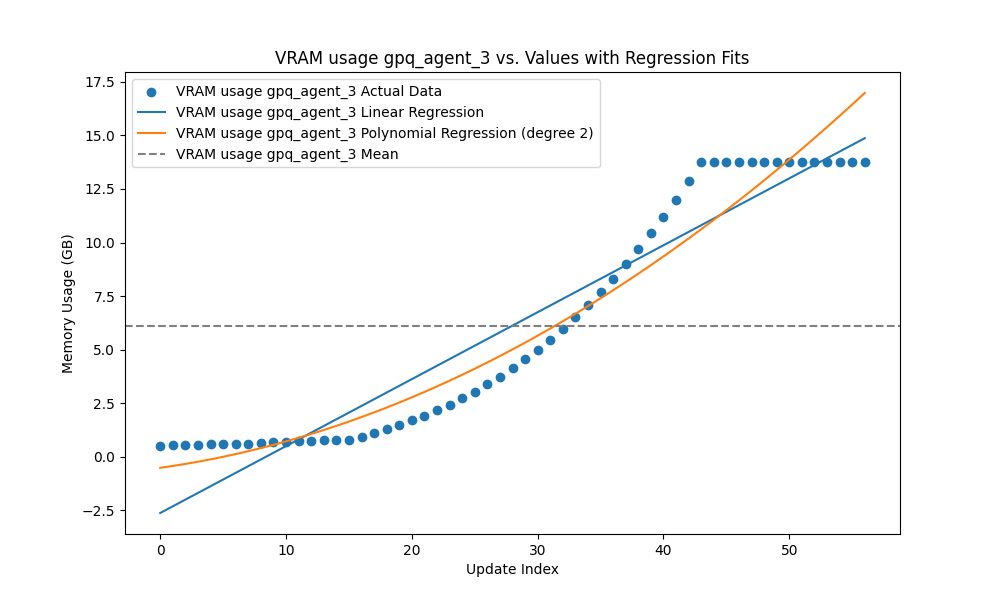 VRAM usage gpq_agent_3 vs. Values with Regression Fits
17.5
15.0
12.5
10.0
7.5
5.0
2.5
0.0
−2.5
Memory Usage (GB)
VRAM usage gpq_agent_3 Actual Data
VRAM usage gpq_agent_3 Linear Regression
VRAM usage gpq_agent_3 Polynomial Regression (degree 2)
VRAM usage gpq_agent_3 Mean
0 10 20 30 40 50
Update Index